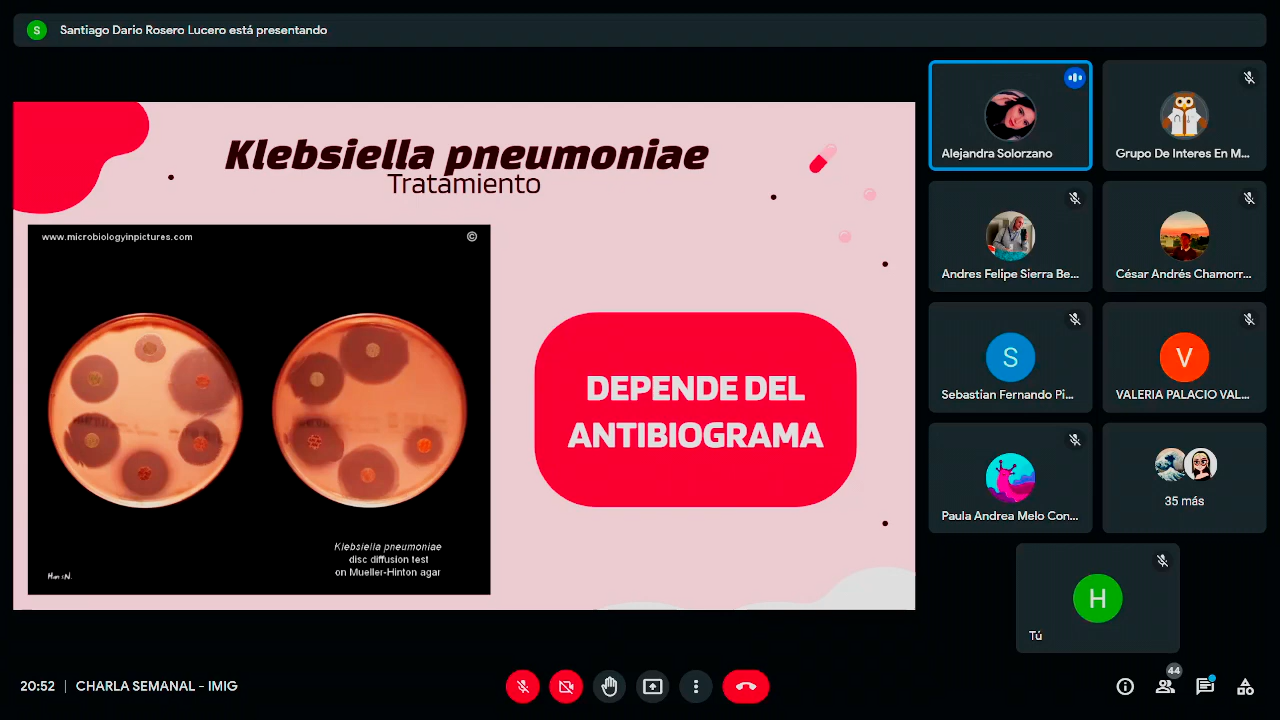 S
Santiago Dario Rosero Lucero está presentando
Klebsiella pneumoniae
Tratamiento
www.microbiologyinpictures.com
©
Klebsiella pneumoniae
disc diffusion test
on Mueller-Hinton agar
DEPENDE DEL
ANTIBIOGRAMA
Alejandra Solorzano
Grupo De Interes En M...
Andres Felipe Sierra Be...
César Andrés Chamorr...
S
Sebastian Fernando Pi...
V
VALERIA PALACIO VAL...
Paula Andrea Melo Con...
35 más
H
Tú
20:52 | CHARLA SEMANAL - IMIG
44